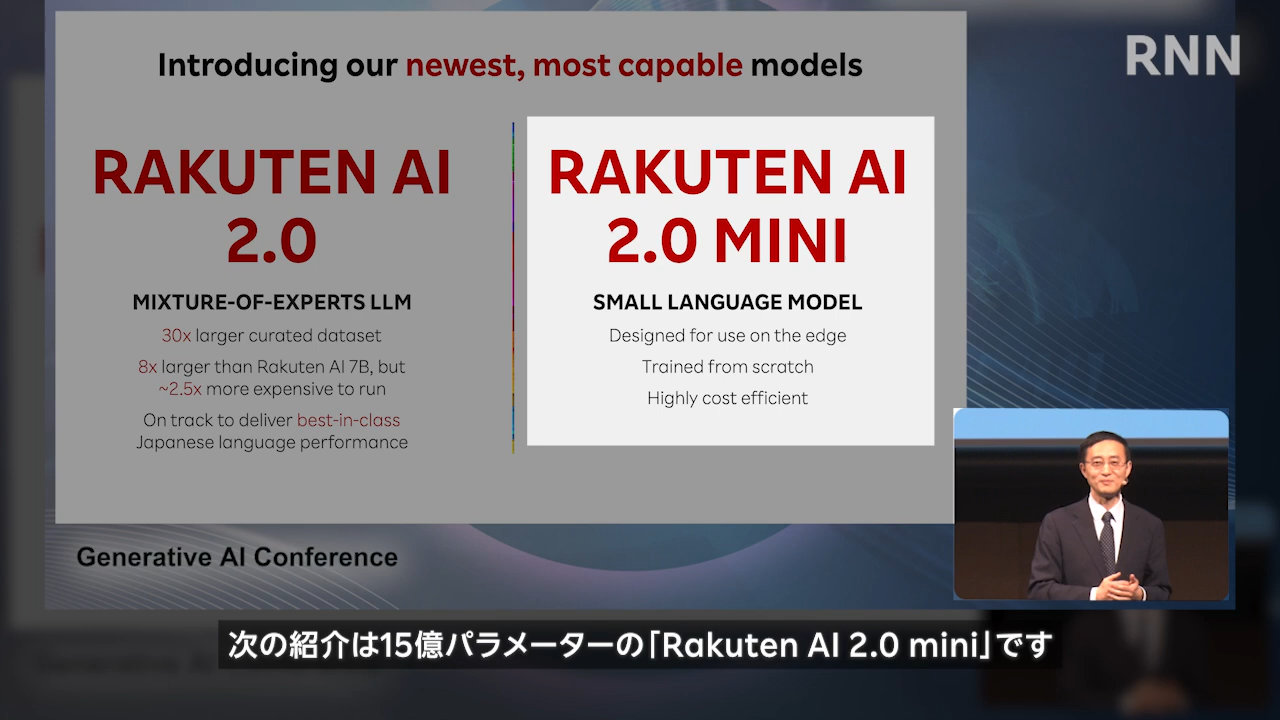 RNN
Introducing our newest, most capable models
RAKUTEN AI
2.0
MIXTURE-OF-EXPERTS LLM
30x larger curated dataset
8x larger than Rakuten AI 7B, but
~2.5x more expensive to run
On track to deliver best-in-class
Japanese language performance
RAKUTEN AI
2.0 MINI
SMALL LANGUAGE MODEL
Designed for use on the edge
Trained from scratch
Highly cost efficient
Generative AI Conference
次の紹介は15億パラメーターの「Rakuten AI 2.0 mini」です